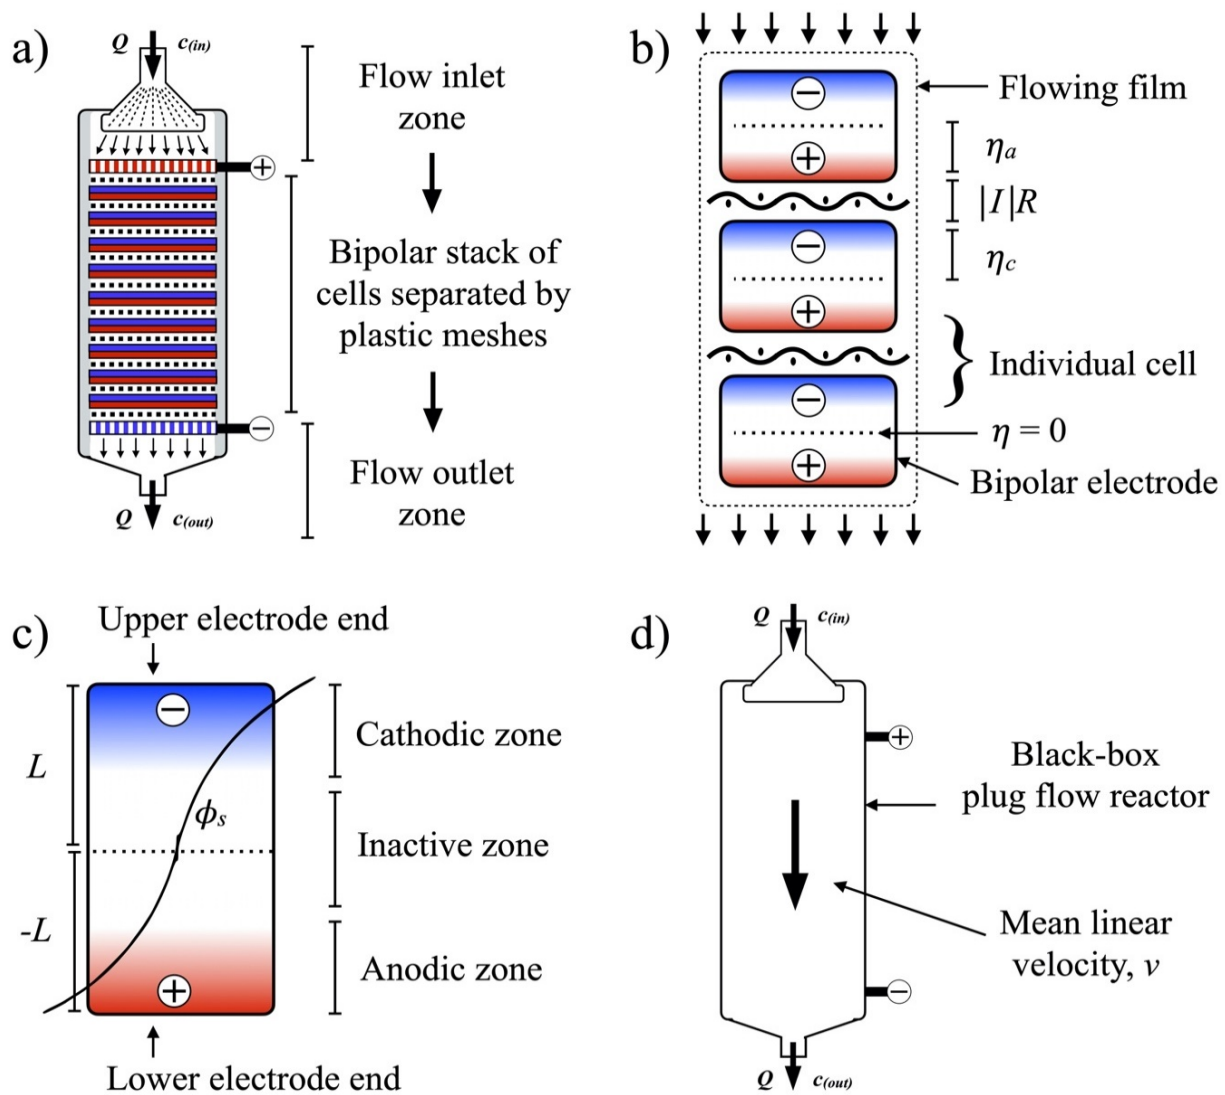 a)
Q c(in)
Flow inlet
zone
+
Bipolar stack of
cells separated by
plastic meshes
−
Flow outlet
zone
Q c(out)
b)
−
+
−
+
−
+
Flowing film
ηa
|I|R
ηc
Individual cell
η = 0
Bipolar electrode
c)
Upper electrode end
−
L
ϕs
-L
+
Cathodic zone
Inactive zone
Anodic zone
Lower electrode end
d)
Q c(in)
+
Black-box
plug flow reactor
Mean linear
velocity, v
−
Q c(out)